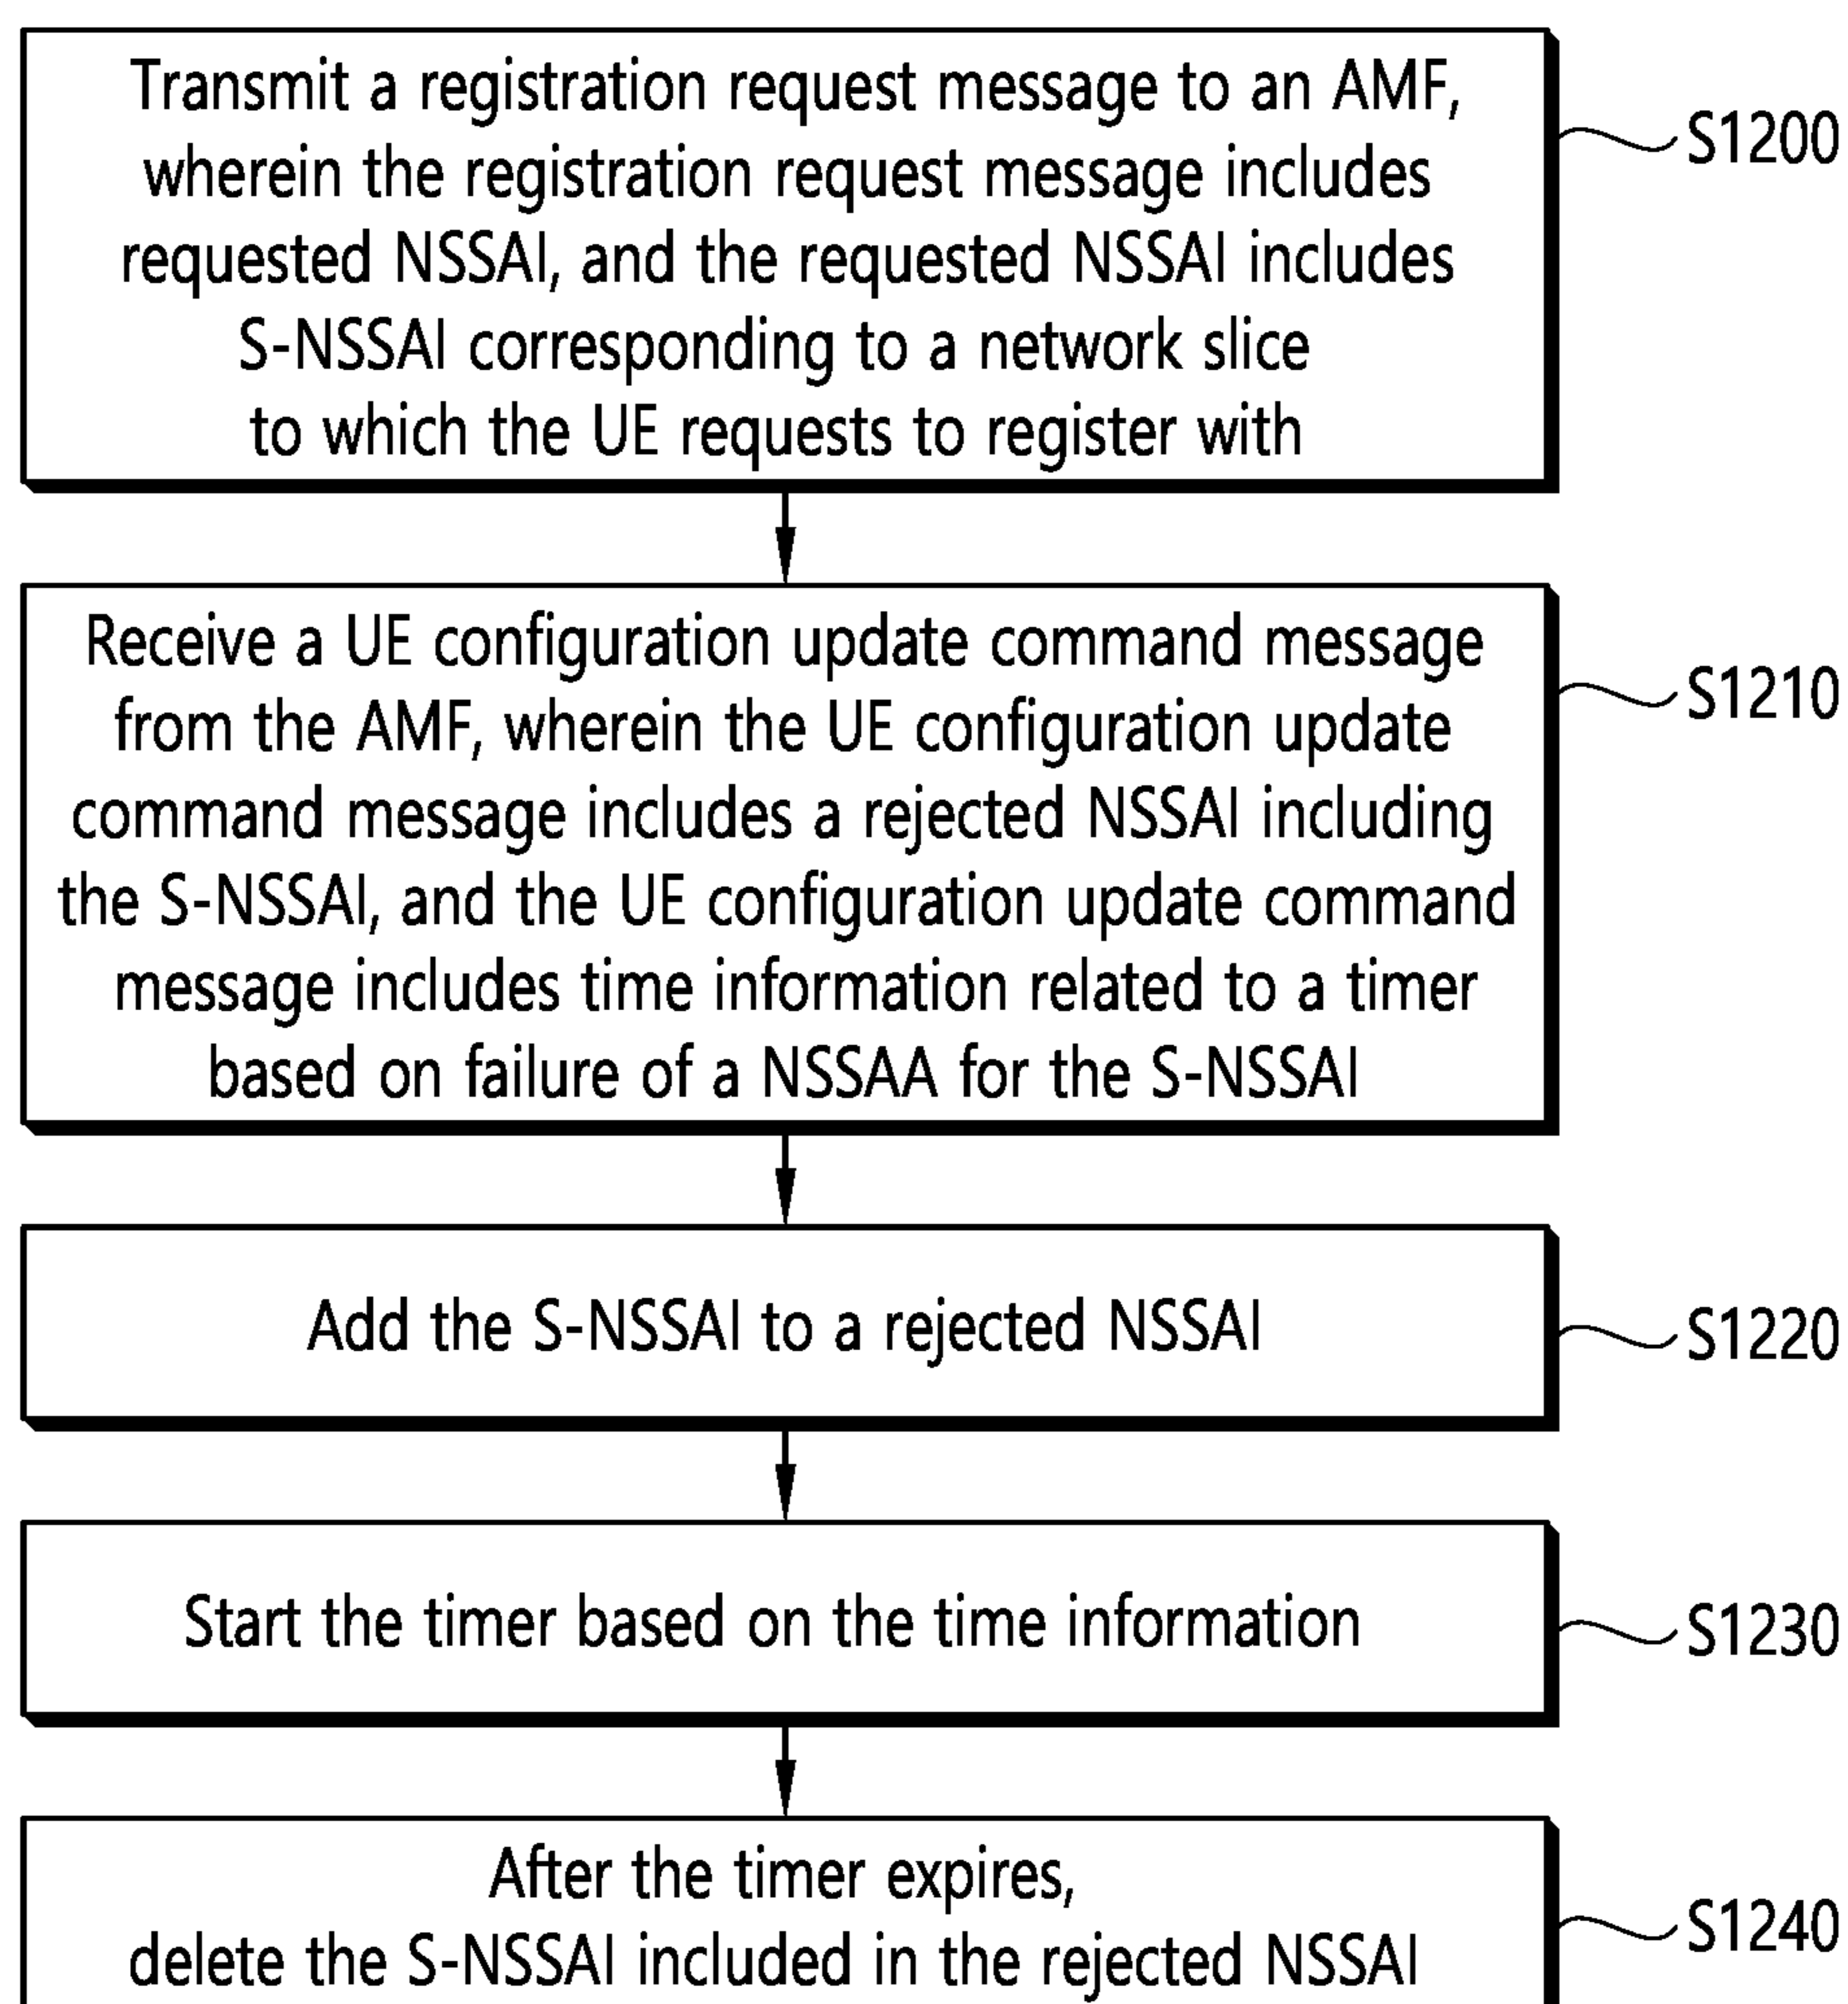 Transmit a registration request message to an AMF,
wherein the registration request message includes
requested NSSAI, and the requested NSSAI includes
S-NSSAI corresponding to a network slice
to which the UE requests to register with
S1200
Receive a UE configuration update command message
from the AMF, wherein the UE configuration update
command message includes a rejected NSSAI including
the S-NSSAI, and the UE configuration update command
message includes time information related to a timer
based on failure of a NSSAA for the S-NSSAI
S1210
Add the S-NSSAI to a rejected NSSAI
S1220
Start the timer based on the time information
S1230
After the timer expires,
delete the S-NSSAI included in the rejected NSSAI
S1240